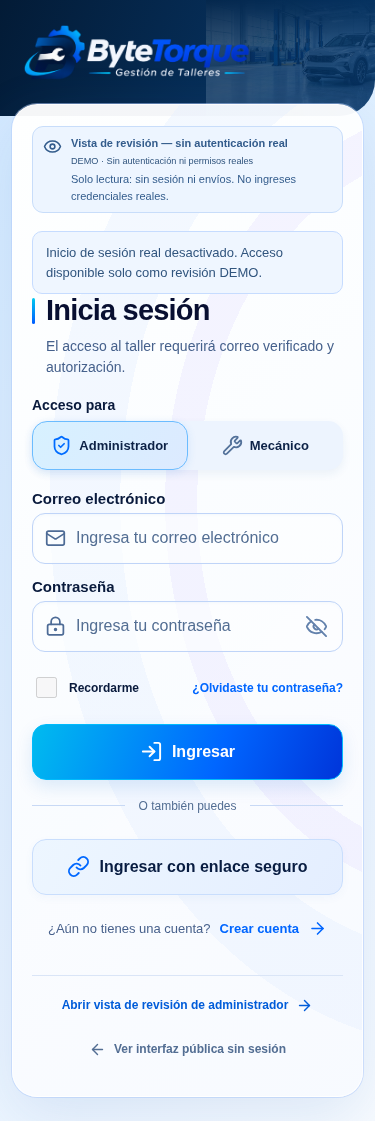 ByteTorque
Gestión de Talleres
Vista de revisión — sin autenticación real
DEMO · Sin autenticación ni permisos reales
Solo lectura: sin sesión ni envíos. No ingreses
credenciales reales.
Inicio de sesión real desactivado. Acceso
disponible solo como revisión DEMO.
Inicia sesión
El acceso al taller requerirá correo verificado y
autorización.
Acceso para
Administrador
Mecánico
Correo electrónico
Ingresa tu correo electrónico
Contraseña
Ingresa tu contraseña
Recordarme
¿Olvidaste tu contraseña?
Ingresar
O también puedes
Ingresar con enlace seguro
¿Aún no tienes una cuenta? Crear cuenta
Abrir vista de revisión de administrador
Ver interfaz pública sin sesión